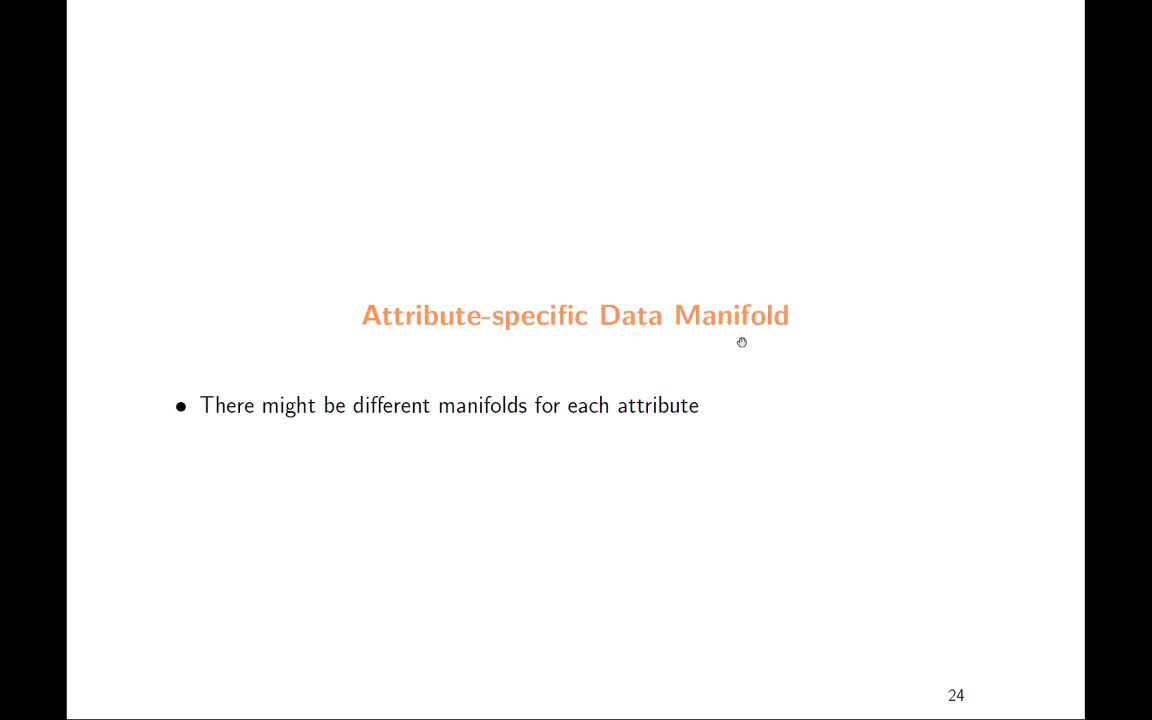 Attribute-specific Data Manifold
• There might be different manifolds for each attribute
24